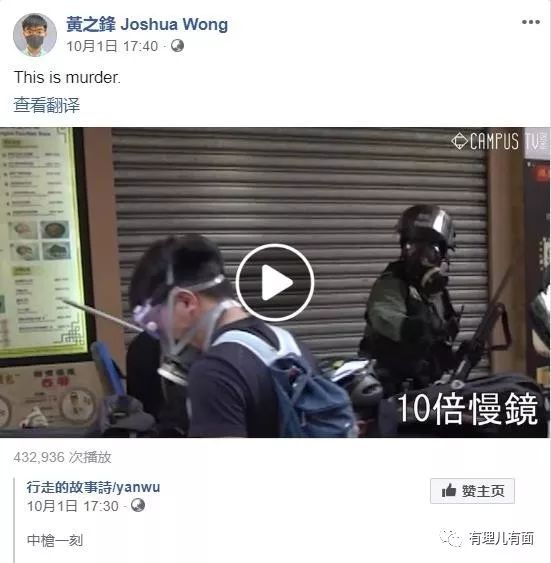 黃之鋒 Joshua Wong
10月1日 17:40
This is murder.
查看翻译
CAMPUS TV
10倍慢鏡
432,936 次播放
行走的故事詩/yanwu
10月1日 17:30
赞主页
中槍一刻
有理儿有面